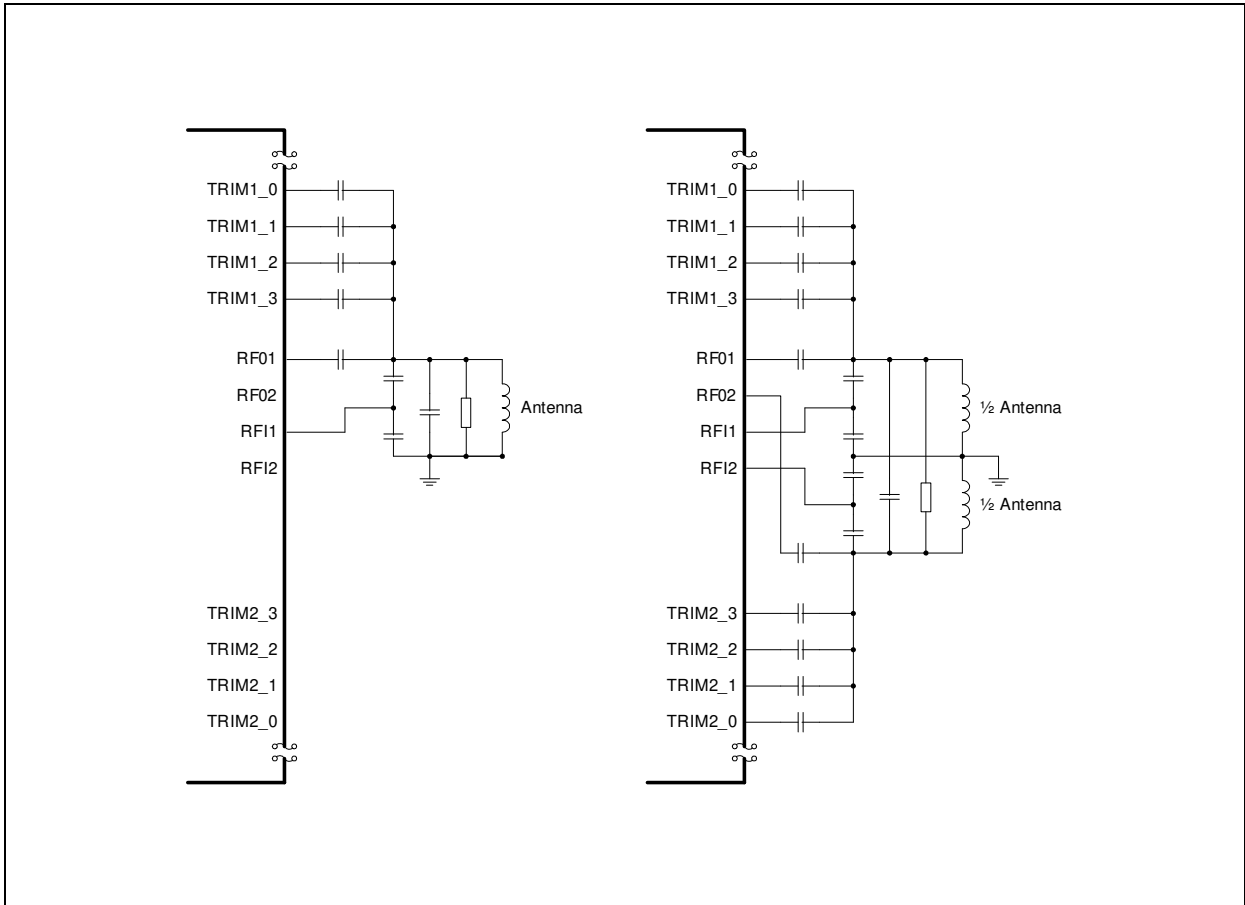 TRIM1_0
TRIM1_1
TRIM1_2
TRIM1_3
RF01
RF02
RFI1
RFI2
TRIM2_3
TRIM2_2
TRIM2_1
TRIM2_0
Antenna
TRIM1_0
TRIM1_1
TRIM1_2
TRIM1_3
RF01
RF02
RFI1
RFI2
TRIM2_3
TRIM2_2
TRIM2_1
TRIM2_0
½ Antenna
½ Antenna